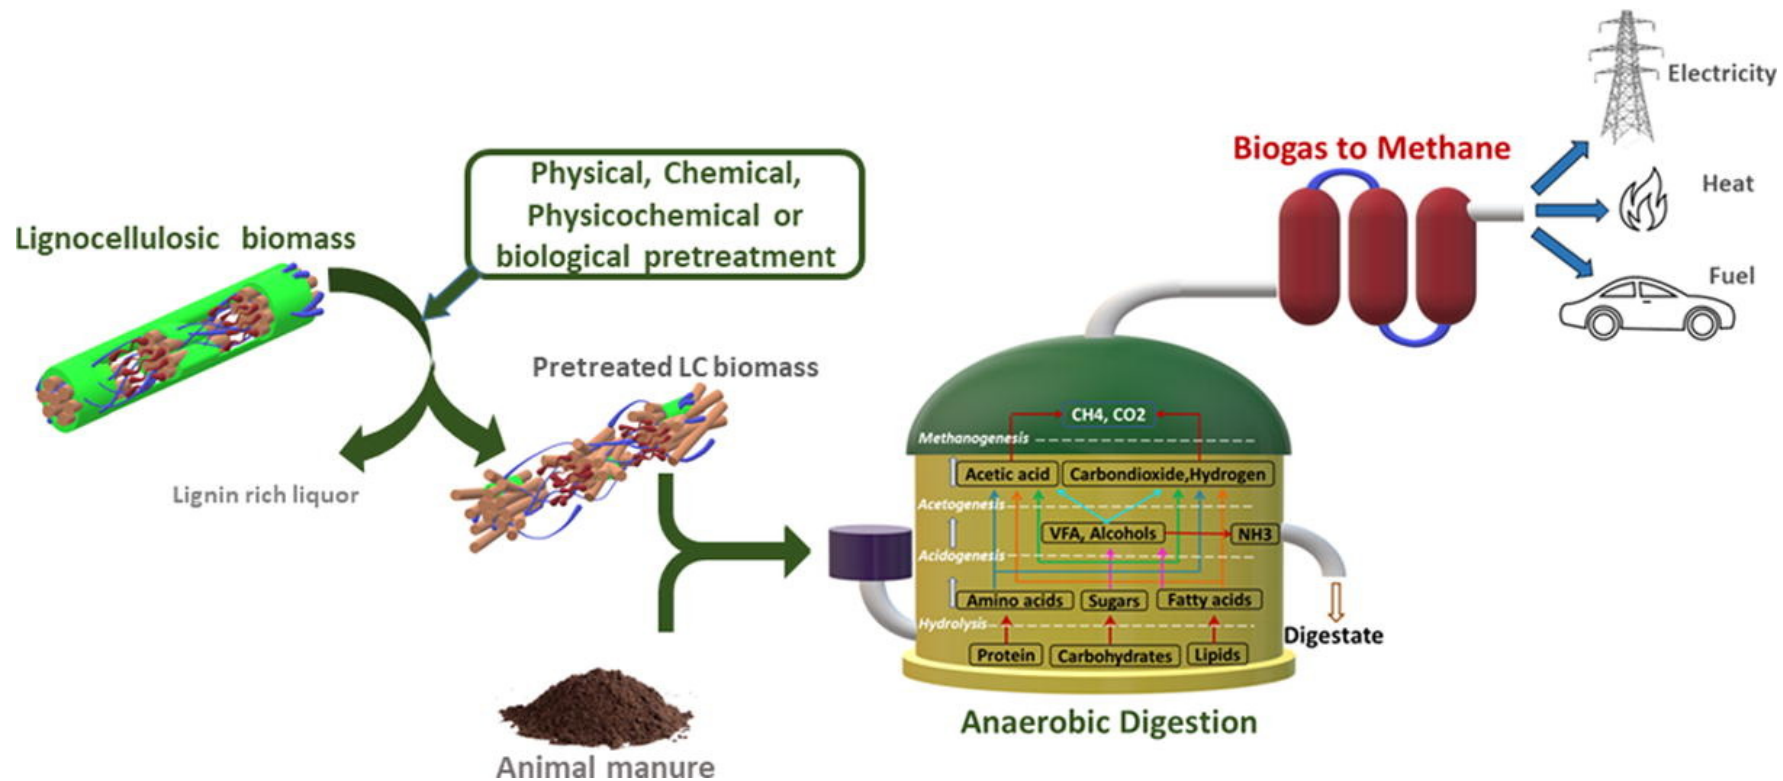 Electricity
Biogas to Methane
Heat
Fuel
Physical, Chemical,
Physicochemical or
biological pretreatment
Lignocellulosic biomass
Pretreated LC biomass
Lignin rich liquor
Animal manure
CH4, CO2
Methanogenesis
Acetic acid
Carbondioxide,Hydrogen
Acetogenesis
VFA, Alcohols
NH3
Acidogenesis
Amino acids
Sugars
Fatty acids
Hydrolysis
Protein
Carbohydrates
Lipids
Digestate
Anaerobic Digestion